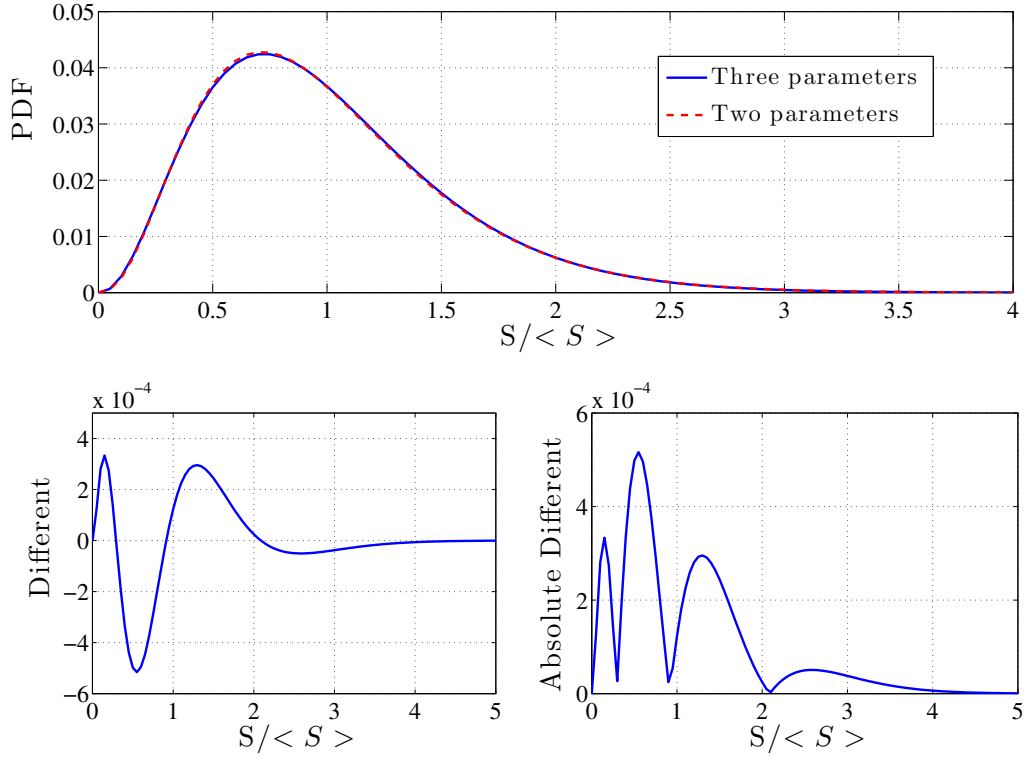 0.05
0.04
0.03
0.02
0.01
0
PDF
Three parameters
Two parameters
0.5 1 1.5 2 2.5 3 3.5 4
S/< S >
x 10⁻⁴
4
2
0
−2
−4
−6
Different
0 1 2 3 4 5
S/< S >
x 10⁻⁴
6
4
2
0
Absolute Different
0 1 2 3 4 5
S/< S >